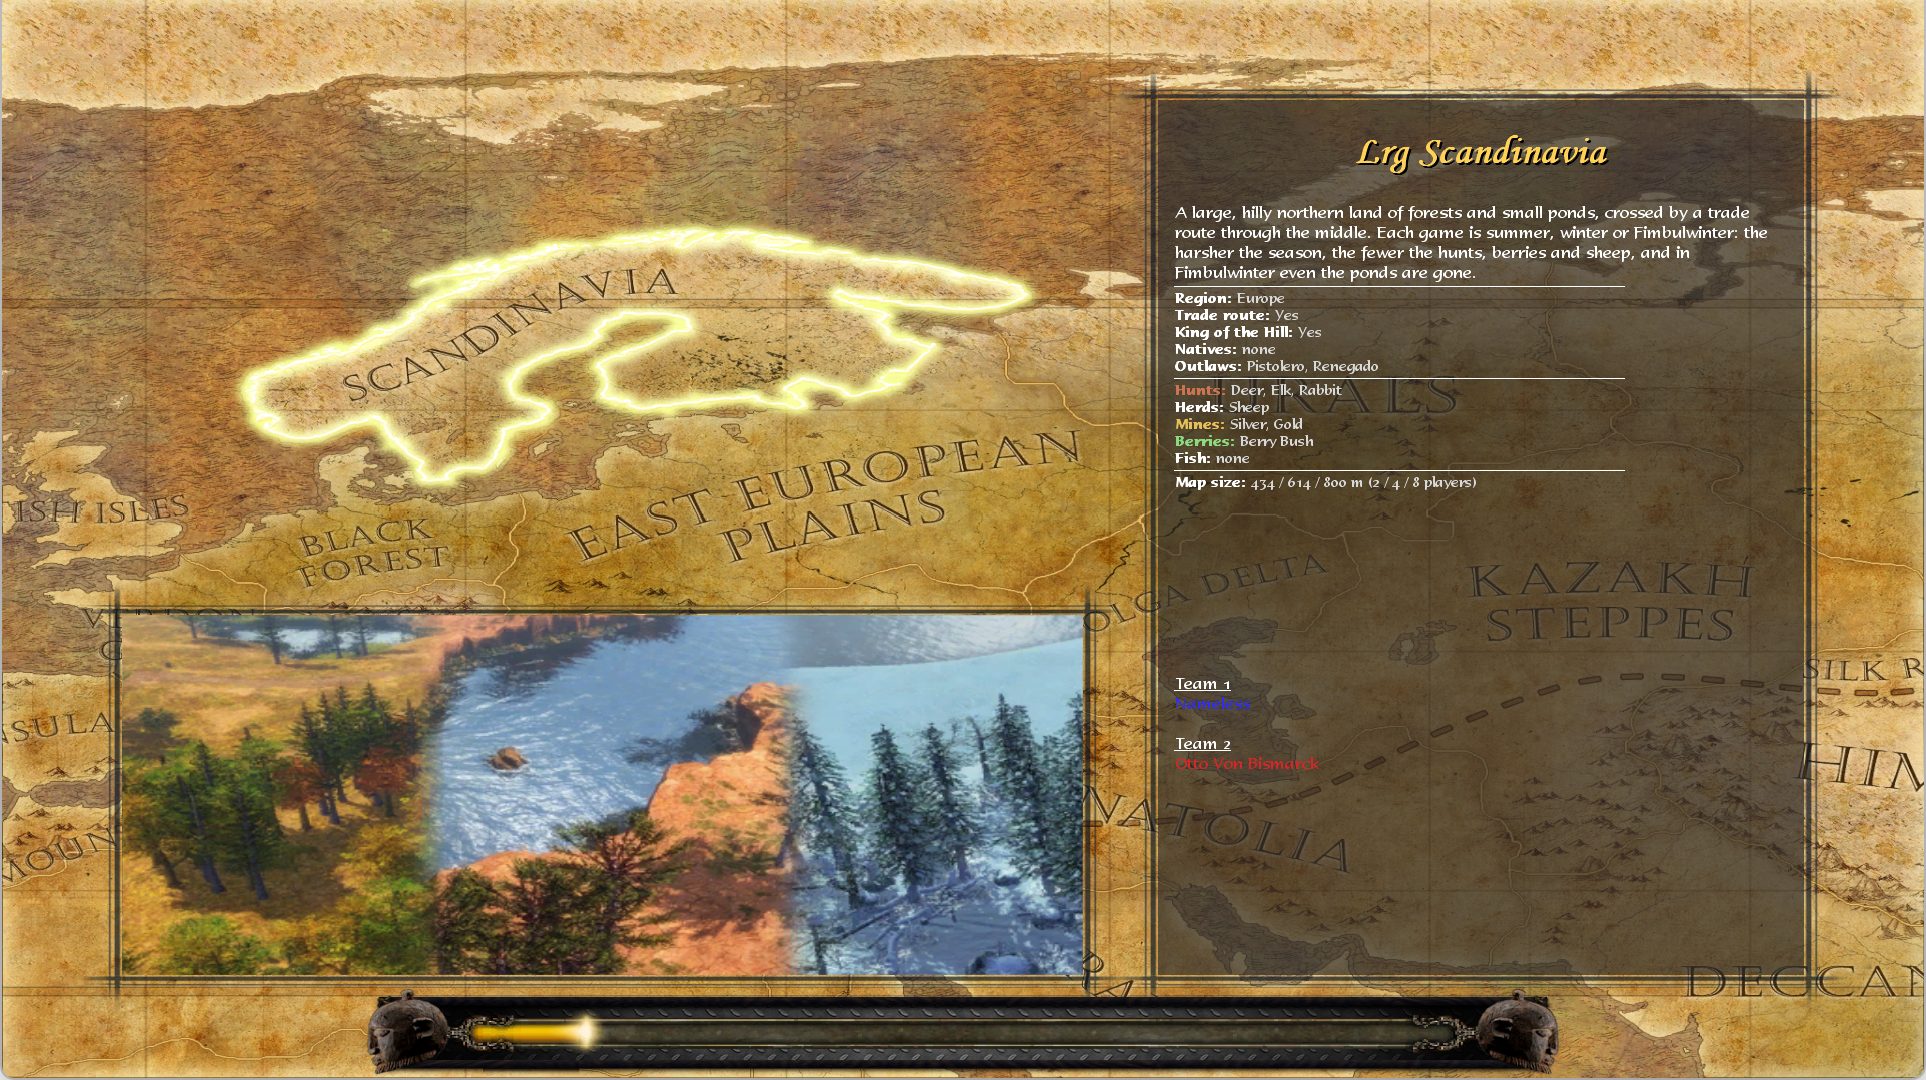 Lrg Scandinavia
A large, hilly northern land of forests and small ponds, crossed by a trade
route through the middle. Each game is summer, winter or Fimbulwinter: the
harsher the season, the fewer the hunts, berries and sheep, and in
Fimbulwinter even the ponds are gone.
Region: Europe
Trade route: Yes
King of the Hill: Yes
Natives: none
Outlaws: Pistolero, Renegado
Hunts: Deer, Elk, Rabbit
Herds: Sheep
Mines: Silver, Gold
Berries: Berry Bush
Fish: none
Map size: 434 / 614 / 800 m (2 / 4 / 8 players)
Team 1
Nameless
Team 2
Otto Von Bismarck
SCANDINAVIA
EAST EUROPEAN
PLAINS
BLACK
FOREST
ISH ISLES
URALS
OLGA DELTA
KAZAKH
STEPPES
SILK R
NSULA
HIM
NATOLIA
MOUN
DECCAN